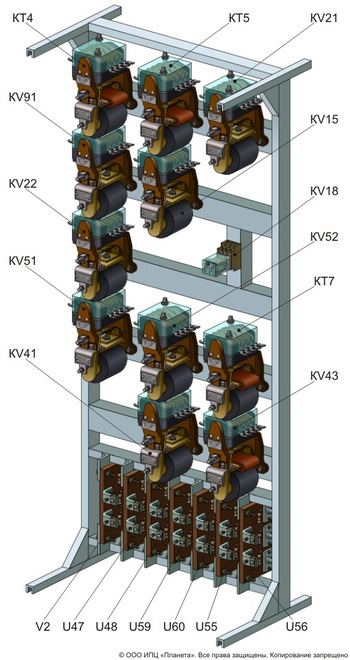 KT4
KT5
KV21
KV91
KV15
KV22
KV18
KV51
KV52
KT7
KV41
KV43
V2
U47
U48
U59
U60
U55
U56
© ООО ИПЦ «Планета». Все права защищены. Копирование запрещено